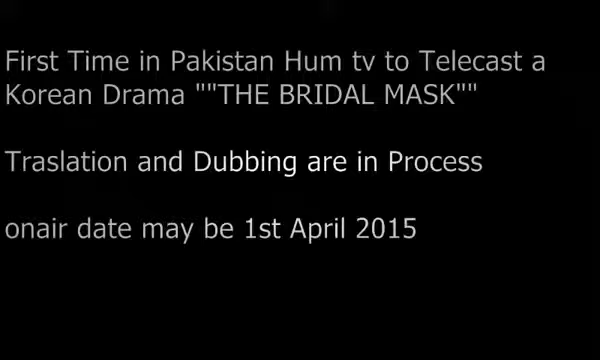 First Time in Pakistan Hum tv to Telecast a
Korean Drama ""THE BRIDAL MASK""
Traslation and Dubbing are in Process
onair date may be 1st April 2015